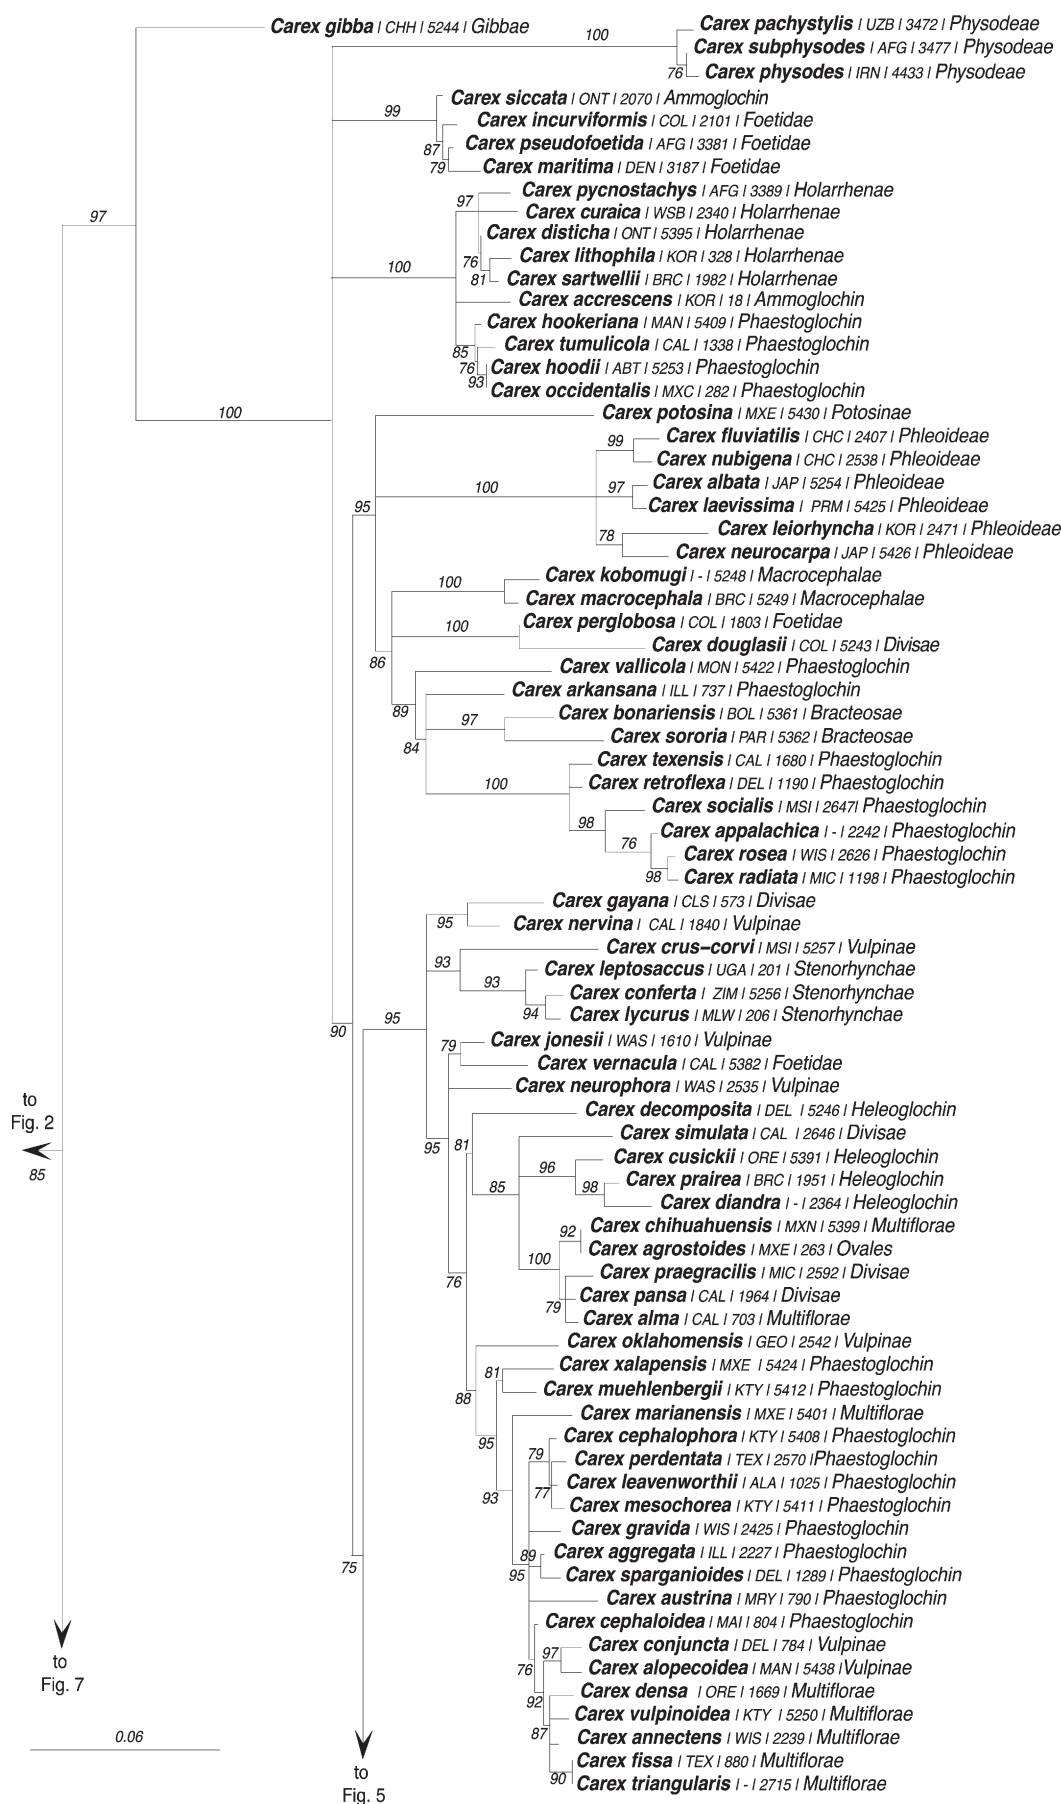 Carex gibba | CHH | 5244 | Gibbae
Carex pachystylis | UZB | 3472 | Physodeae
100
Carex subphysodes | AFG | 3477 | Physodeae
76
Carex physodes | IRN | 4433 | Physodeae
Carex siccata | ONT | 2070 | Ammoglochin
99
Carex incurviformis | COL | 2101 | Foetidae
87
Carex pseudofoetida | AFG | 3381 | Foetidae
79
Carex maritima | DEN | 3187 | Foetidae
Carex pycnostachys | AFG | 3389 | Holarrhenae
97
Carex curaica | WSB | 2340 | Holarrhenae
97
Carex disticha | ONT | 5395 | Holarrhenae
76
Carex lithophila | KOR | 328 | Holarrhenae
100
81
Carex sartwellii | BRC | 1982 | Holarrhenae
Carex accrescens | KOR | 18 | Ammoglochin
Carex hookeriana | MAN | 5409 | Phaestoglochin
85
Carex tumulicola | CAL | 1338 | Phaestoglochin
76
Carex hoodii | ABT | 5253 | Phaestoglochin
93
Carex occidentalis | MXC | 282 | Phaestoglochin
100
Carex potosina | MXE | 5430 | Potosinae
99
Carex fluviatilis | CHC | 2407 | Phleoideae
Carex nubigena | CHC | 2538 | Phleoideae
100
97
Carex albata | JAP | 5254 | Phleoideae
95
Carex laevissima | PRM | 5425 | Phleoideae
78
Carex leiorhyncha | KOR | 2471 | Phleoideae
Carex neurocarpa | JAP | 5426 | Phleoideae
100
Carex kobomugi | - | 5248 | Macrocephalae
Carex macrocephala | BRC | 5249 | Macrocephalae
100
Carex perglobosa | COL | 1803 | Foetidae
Carex douglasii | COL | 5243 | Divisae
86
Carex vallicola | MON | 5422 | Phaestoglochin
Carex arkansana | ILL | 737 | Phaestoglochin
89
97
Carex bonariensis | BOL | 5361 | Bracteosae
Carex sororia | PAR | 5362 | Bracteosae
84
Carex texensis | CAL | 1680 | Phaestoglochin
100
Carex retroflexa | DEL | 1190 | Phaestoglochin
Carex socialis | MSI | 2647 | Phaestoglochin
98
Carex appalachica | - | 2242 | Phaestoglochin
76
Carex rosea | WIS | 2626 | Phaestoglochin
98
Carex radiata | MIC | 1198 | Phaestoglochin
Carex gayana | CLS | 573 | Divisae
95
Carex nervina | CAL | 1840 | Vulpinae
Carex crus–corvi | MSI | 5257 | Vulpinae
93
Carex leptosaccus | UGA | 201 | Stenorhynchae
93
Carex conferta | ZIM | 5256 | Stenorhynchae
94
Carex lycurus | MLW | 206 | Stenorhynchae
90
95
Carex jonesii | WAS | 1610 | Vulpinae
79
Carex vernacula | CAL | 5382 | Foetidae
Carex neurophora | WAS | 2535 | Vulpinae
to
Fig. 2
85
Carex decomposita | DEL | 5246 | Heleoglochin
Carex simulata | CAL | 2646 | Divisae
95
81
Carex cusickii | ORE | 5391 | Heleoglochin
96
Carex prairea | BRC | 1951 | Heleoglochin
85
98
Carex diandra | - | 2364 | Heleoglochin
92
Carex chihuahuensis | MXN | 5399 | Multiflorae
Carex agrostoides | MXE | 263 | Ovales
100
Carex praegracilis | MIC | 2592 | Divisae
76
Carex pansa | CAL | 1964 | Divisae
79
Carex alma | CAL | 703 | Multiflorae
Carex oklahomensis | GEO | 2542 | Vulpinae
81
Carex xalapensis | MXE | 5424 | Phaestoglochin
88
Carex muehlenbergii | KTY | 5412 | Phaestoglochin
Carex marianensis | MXE | 5401 | Multiflorae
95
Carex cephalophora | KTY | 5408 | Phaestoglochin
79
Carex perdentata | TEX | 2570 | Phaestoglochin
Carex leavenworthii | ALA | 1025 | Phaestoglochin
93
77
Carex mesochorea | KTY | 5411 | Phaestoglochin
Carex gravida | WIS | 2425 | Phaestoglochin
75
89
Carex aggregata | ILL | 2227 | Phaestoglochin
95
Carex sparganioides | DEL | 1289 | Phaestoglochin
Carex austrina | MRY | 790 | Phaestoglochin
Carex cephaloidea | MAI | 804 | Phaestoglochin
97
Carex conjuncta | DEL | 784 | Vulpinae
76
Carex alopecoidea | MAN | 5438 | Vulpinae
to
Fig. 7
Carex densa | ORE | 1669 | Multiflorae
92
Carex vulpinoidea | KTY | 5250 | Multiflorae
87
Carex annectens | WIS | 2239 | Multiflorae
0.06
Carex fissa | TEX | 880 | Multiflorae
90
Carex triangularis | - | 2715 | Multiflorae
to
Fig. 5